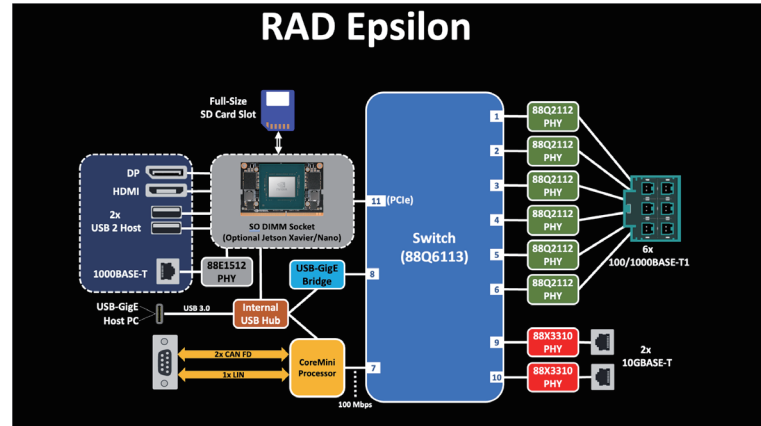 RAD Epsilon
Full-Size
SD Card Slot
DP
HDMI
2x
USB 2 Host
1000BASE-T
SO DIMM Socket
(Optional Jetson Xavier/Nano)
88E1512
PHY
USB-GigE
Host PC
USB 3.0
Internal
USB Hub
USB-GigE
Bridge
2x CAN FD
1x LIN
CoreMini
Processor
100 Mbps
11
(PCIe)
8
7
Switch
(88Q6113)
1
2
3
4
5
6
9
10
88Q2112
PHY
88Q2112
PHY
88Q2112
PHY
88Q2112
PHY
88Q2112
PHY
88Q2112
PHY
88X3310
PHY
88X3310
PHY
6x
100/1000BASE-T1
2x
10GBASE-T